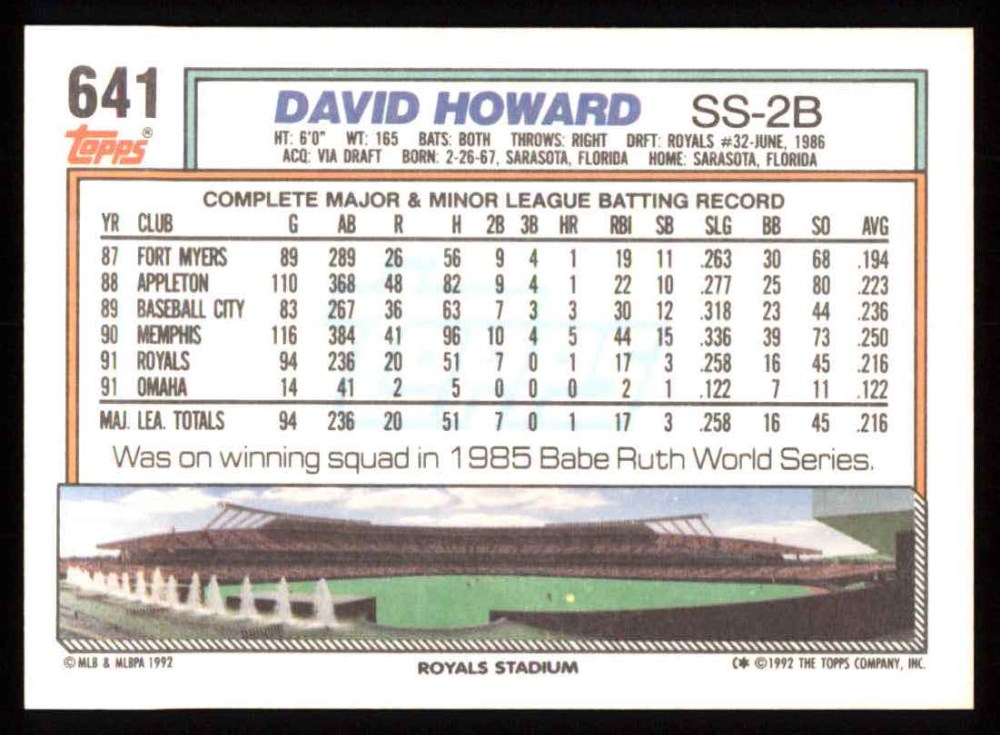 641
Topps®
DAVID HOWARD SS-2B
HT: 6'0" WT: 165 BATS: BOTH THROWS: RIGHT DRFT: ROYALS #32-JUNE, 1986
ACQ: VIA DRAFT BORN: 2-26-67, SARASOTA, FLORIDA HOME: SARASOTA, FLORIDA
COMPLETE MAJOR & MINOR LEAGUE BATTING RECORD
YR CLUB G AB R H 2B 3B HR RBI SB SLG BB SO AVG
87 FORT MYERS 89 289 26 56 9 4 1 19 11 .263 30 68 .194
88 APPLETON 110 368 48 82 9 4 1 22 10 .277 25 80 .223
89 BASEBALL CITY 83 267 36 63 7 3 3 30 12 .318 23 44 .236
90 MEMPHIS 116 384 41 96 10 4 5 44 15 .336 39 73 .250
91 ROYALS 94 236 20 51 7 0 1 17 3 .258 16 45 .216
91 OMAHA 14 41 2 5 0 0 0 2 1 .122 7 11 .122
MAJ. LEA. TOTALS 94 236 20 51 7 0 1 17 3 .258 16 45 .216
Was on winning squad in 1985 Babe Ruth World Series.
© MLB & MLBPA 1992
ROYALS STADIUM
C✱ ©1992 THE TOPPS COMPANY, INC.